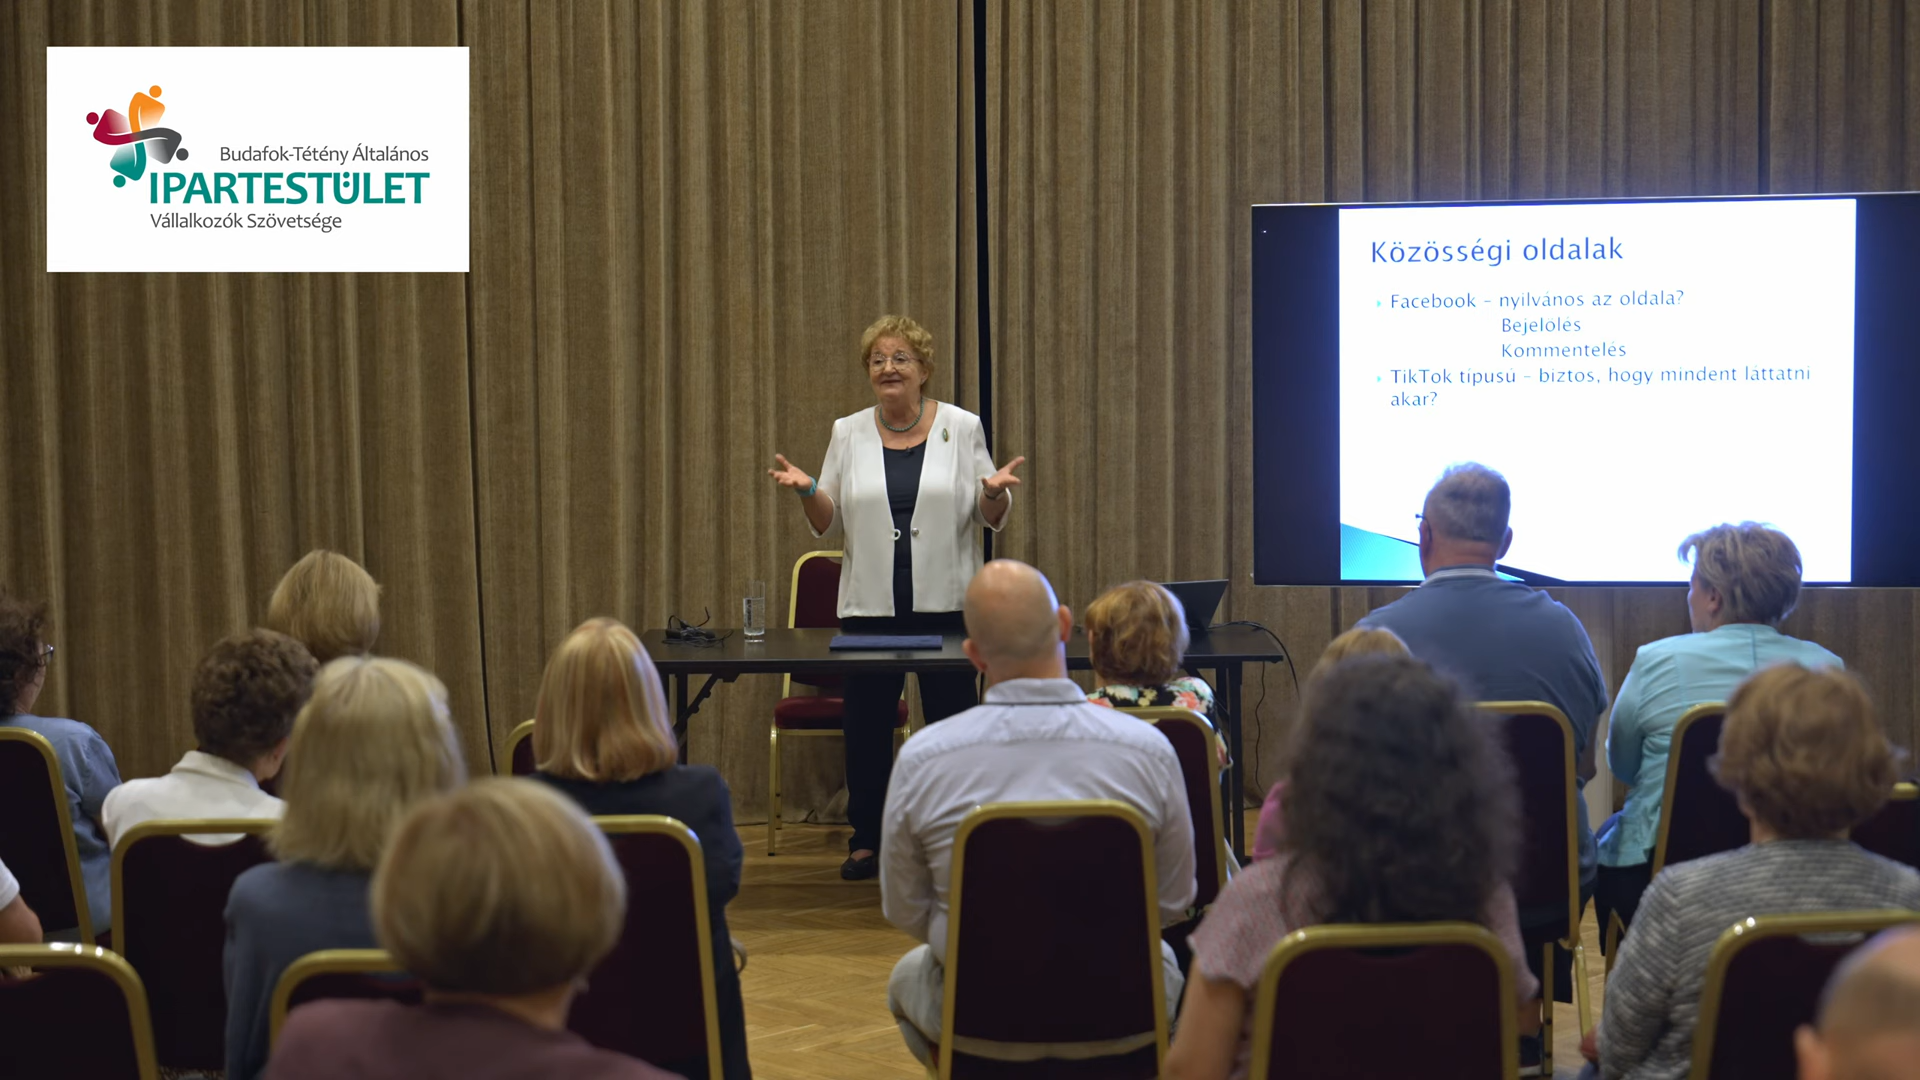 Budafok-Tétény Általános
IPARTESTÜLET
Vállalkozók Szövetsége
Közösségi oldalak
Facebook – nyilvános az oldala?
Bejelölés
Kommentelés
TikTok típusú – biztos, hogy mindent láttatni
akar?